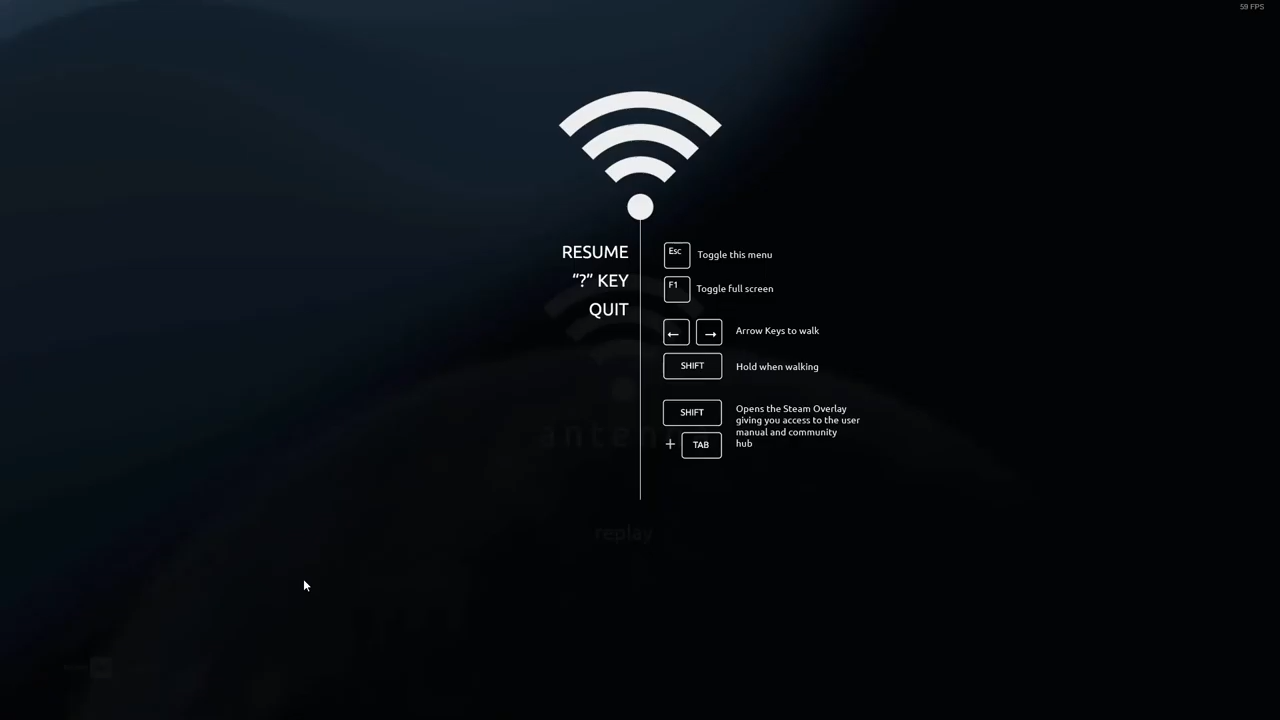 59 FPS
RESUME
“?” KEY
QUIT
Esc
Toggle this menu
F1
Toggle full screen
← →
Arrow Keys to walk
SHIFT
Hold when walking
SHIFT
+ TAB
Opens the Steam Overlay
giving you access to the user
manual and community
hub
replay